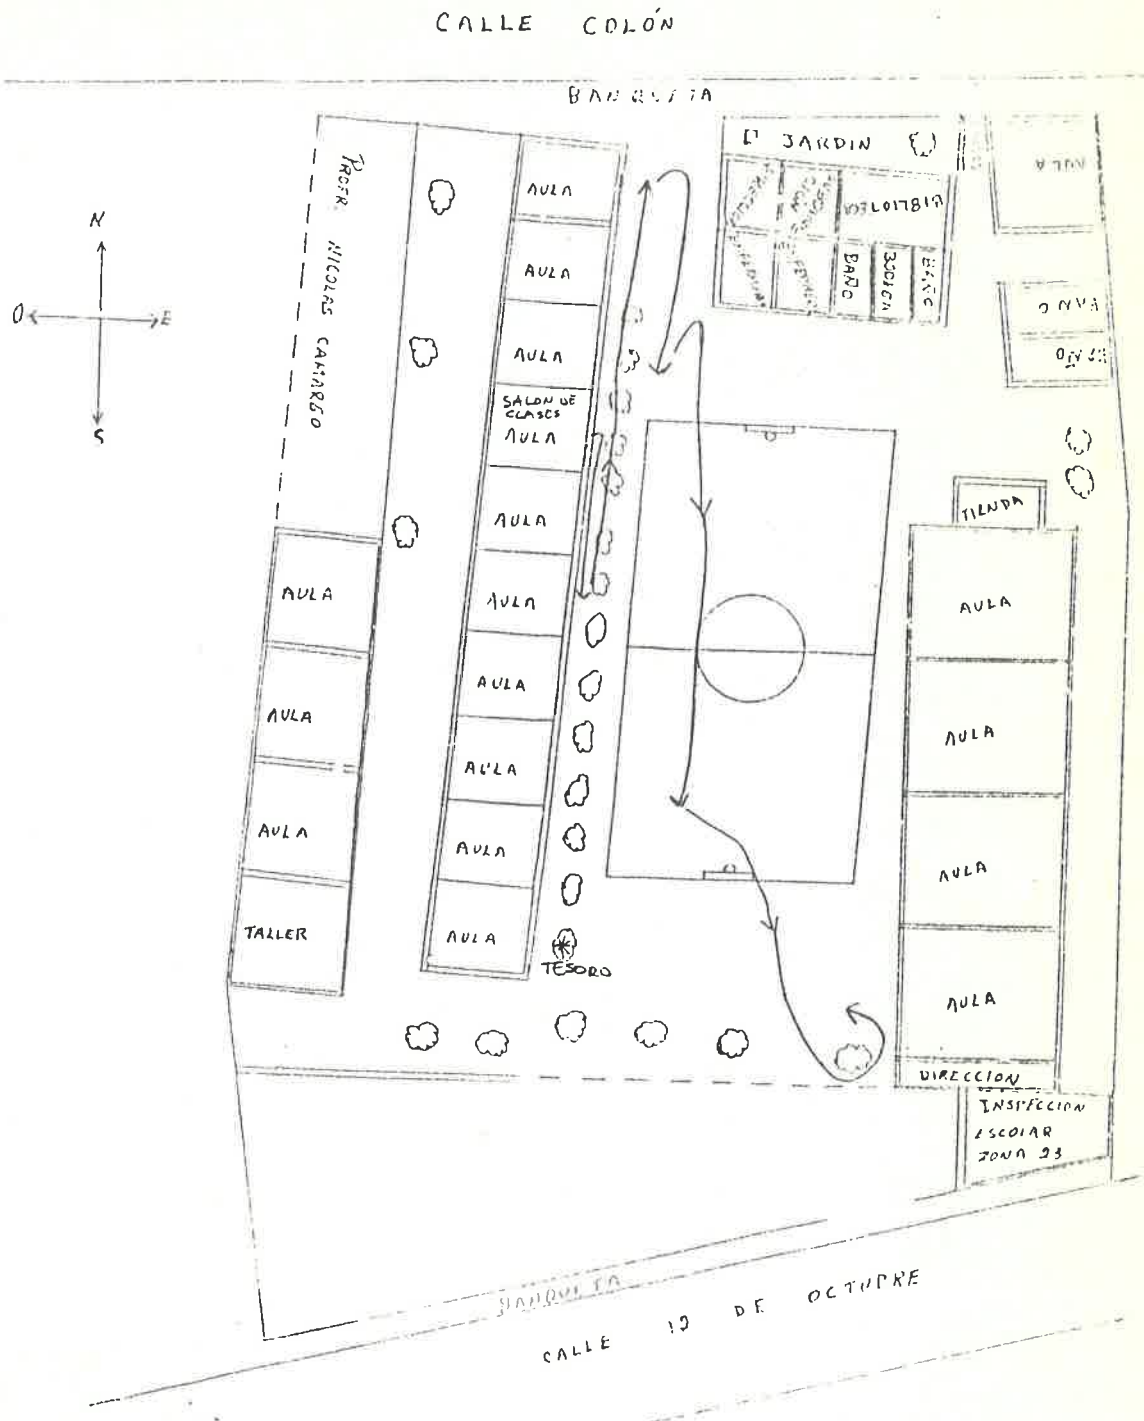 CALLE COLÓN
BANQUETA
JARDIN
AULA
BIBLIOTECA
BAÑO
BAÑO
BAÑO
BAÑO
PROFR. NICOLAS CAMARGO
N
O
E
S
AULA
AULA
AULA
SALON DE
CLASES
AULA
AULA
AULA
AULA
AULA
AULA
AULA
TESORO
AULA
AULA
AULA
TALLER
TIENDA
AULA
AULA
AULA
AULA
DIRECCION
INSPECCION
ESCOLAR
ZONA 23
BANQUETA
CALLE 12 DE OCTUBRE